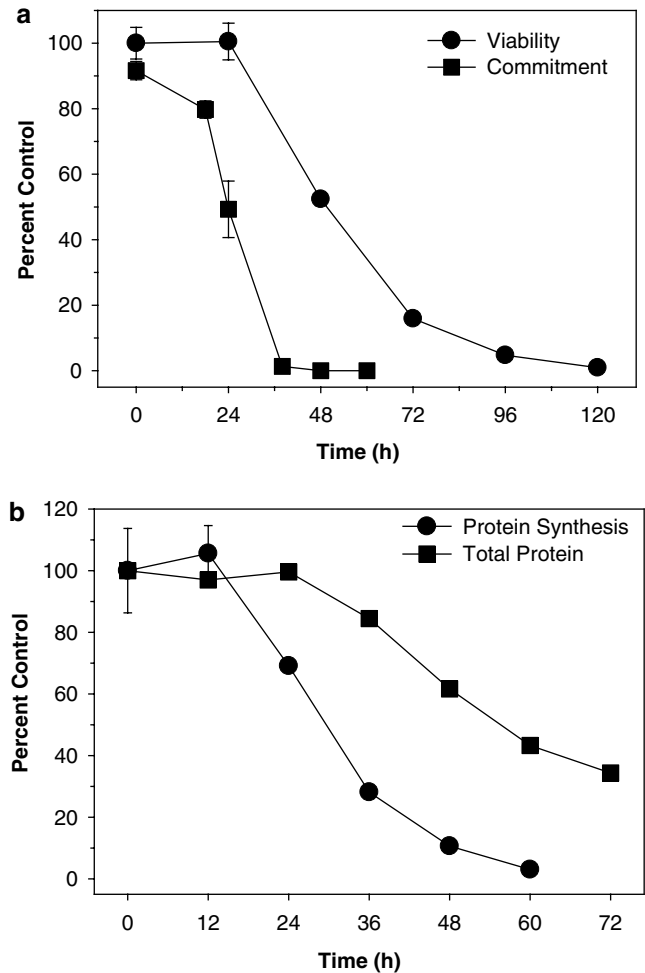 a
Viability
Commitment
100
80
60
40
20
0
Percent Control
0 24 48 72 96 120
Time (h)
b
Protein Synthesis
Total Protein
120
100
80
60
40
20
0
Percent Control
0 12 24 36 48 60 72
Time (h)